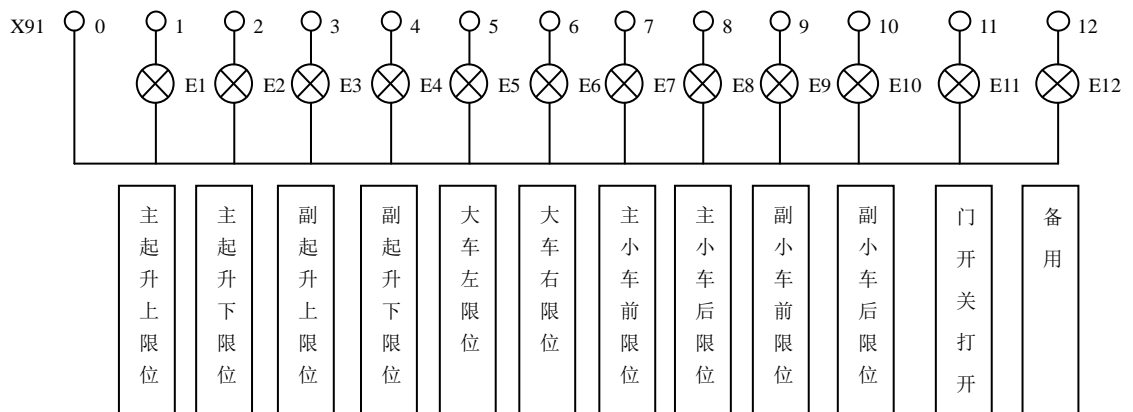 X91 0 1 2 3 4 5 6 7 8 9 10 11 12
E1 E2 E3 E4 E5 E6 E7 E8 E9 E10 E11 E12
主起升上限位
主起升下限位
副起升上限位
副起升下限位
大车左限位
大车右限位
主小车前限位
主小车后限位
副小车前限位
副小车后限位
门开关打开
备用